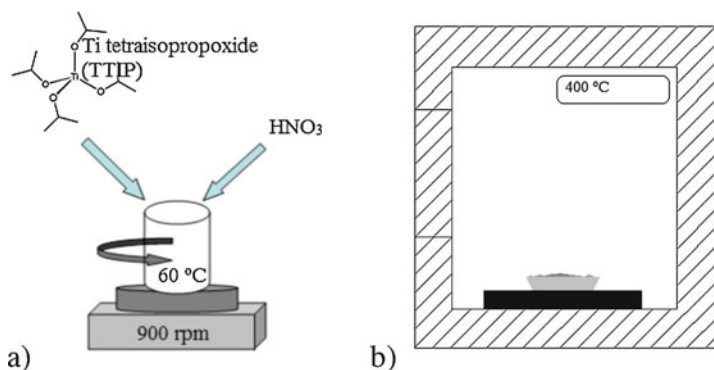 Ti tetraisopropoxide
(TTIP)
O
Ti
O
O
O
HNO₃
60 ºC
900 rpm
a)
400 ºC
b)